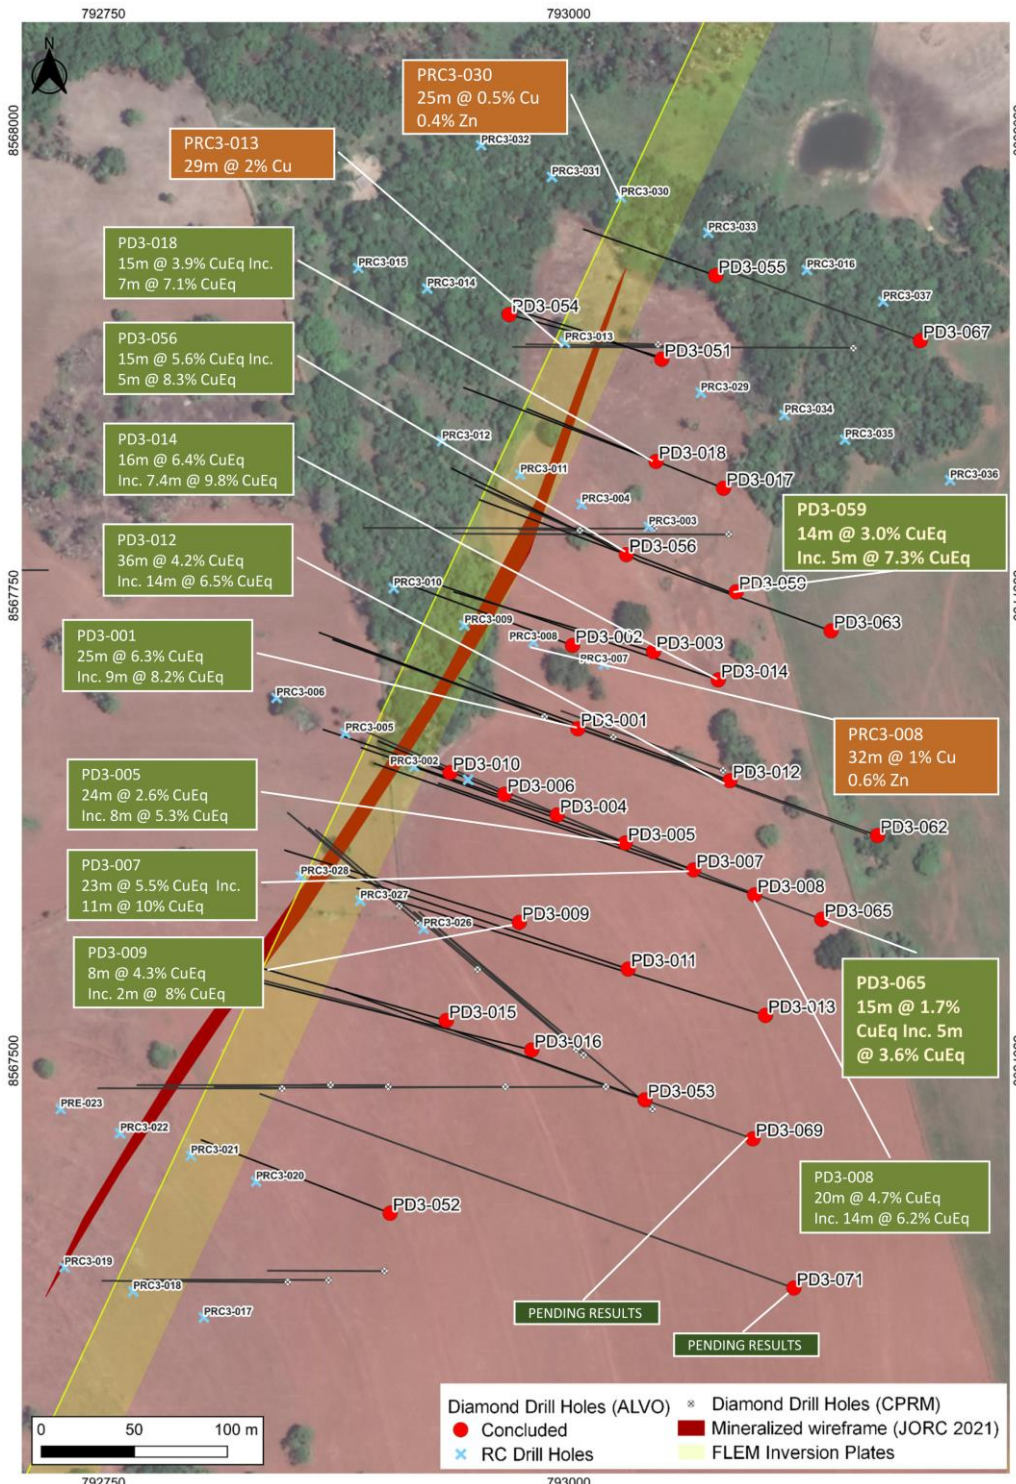 792750
793000
N
5568000
PRC3-030
25m @ 0.5% Cu
0.4% Zn
PRC3-013
29m @ 2% Cu
PRC3-032
PRC3-031
PRC3-030
PRC3-033
PD3-018
15m @ 3.9% CuEq Inc.
7m @ 7.1% CuEq
PRC3-015
PRC3-014
PD3-055
PRC3-016
PRC3-037
PD3-054
PRC3-013
PD3-051
PD3-067
PD3-056
15m @ 5.6% CuEq Inc.
5m @ 8.3% CuEq
PRC3-029
PRC3-034
PRC3-035
PRC3-012
PD3-014
16m @ 6.4% CuEq
Inc. 7.4m @ 9.8% CuEq
PRC3-011
PD3-018
PD3-017
PRC3-036
PRC3-004
PRC3-003
PD3-059
14m @ 3.0% CuEq
Inc. 5m @ 7.3% CuEq
PD3-012
36m @ 4.2% CuEq
Inc. 14m @ 6.5% CuEq
PD3-056
PD3-059
5567750
PRC3-010
PD3-001
25m @ 6.3% CuEq
Inc. 9m @ 8.2% CuEq
PRC3-009
PRC3-008
PD3-002
PD3-003
PD3-063
PRC3-007
PD3-014
PRC3-006
PRC3-005
PD3-001
PRC3-008
32m @ 1% Cu
0.6% Zn
PD3-005
24m @ 2.6% CuEq
Inc. 8m @ 5.3% CuEq
PRC3-002
PD3-010
PD3-006
PD3-004
PD3-012
PD3-005
PD3-062
PD3-007
23m @ 5.5% CuEq Inc.
11m @ 10% CuEq
PRC3-028
PD3-007
PD3-008
PRC3-027
PRC3-026
PD3-009
PD3-065
PD3-009
8m @ 4.3% CuEq
Inc. 2m @ 8% CuEq
PD3-011
PD3-065
15m @ 1.7%
CuEq Inc. 5m
@ 3.6% CuEq
PD3-015
PD3-016
PD3-013
5567500
PRE-023
PRC3-022
PD3-053
PD3-069
PRC3-021
PRC3-020
PD3-008
20m @ 4.7% CuEq
Inc. 14m @ 6.2% CuEq
PD3-052
PRC3-019
PRC3-018
PRC3-017
PD3-071
PENDING RESULTS
PENDING RESULTS
0 50 100 m
Diamond Drill Holes (ALVO)
Concluded
RC Drill Holes
Diamond Drill Holes (CPRM)
Mineralized wireframe (JORC 2021)
FLEM Inversion Plates
792750
793000